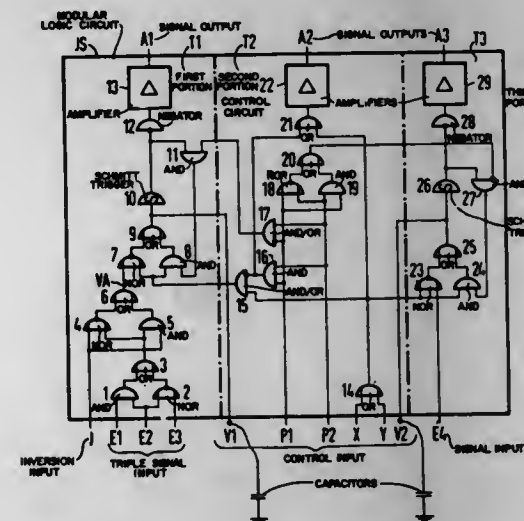 SIGNAL OUTPUT
MODULAR LOGIC CIRCUIT
JS
A1
T1
T2
SIGNAL OUTPUTS
A2
A3
T3
13
FIRST PORTION
SECOND PORTION
22
29
AMPLIFIER
CONTROL CIRCUIT
AMPLIFIERS
12
NEGATOR
21
OR
28
NEGATOR
11
AND
20
OR
SCHMITT TRIGGER
10
NOR
AND
18
19
26
27
9
OR
17
AND/OR
7
8
AND
16
AND
25
OR
VA
NOR
15
AND/OR
23
24
6
OR
NOR
AND
4
5
NOR
AND
3
OR
14
OR
1
2
AND
NOR
I
E1
E2
E3
V1
P1
P2
X
Y
V2
E4
INVERSION INPUT
TRIPLE SIGNAL INPUT
CONTROL INPUT
SIGNAL INPUT
CAPACITORS